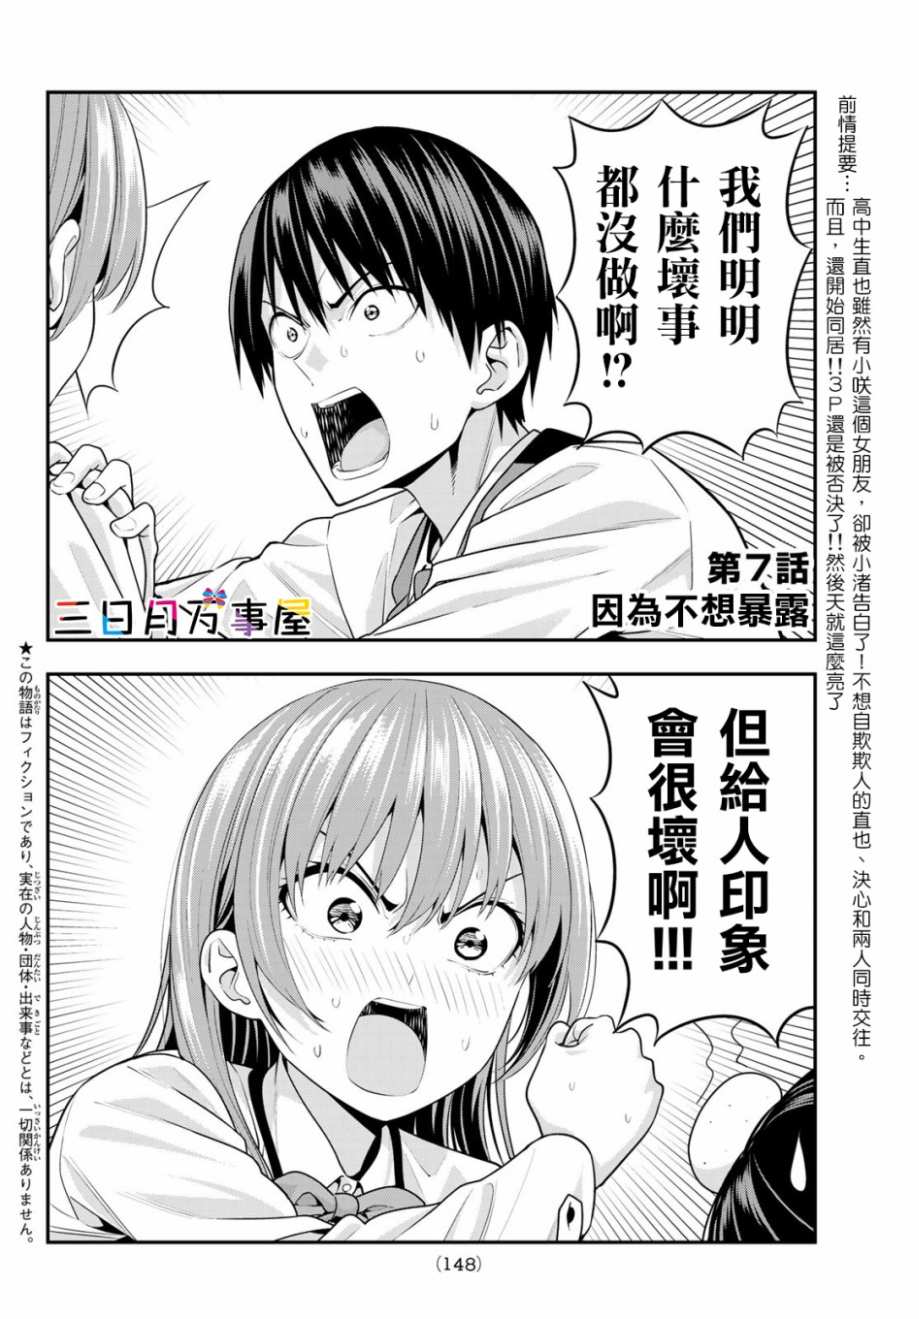 前情提要…
高中生直也雖然有小咲這個女朋友，卻被小渚告白了！不想自欺欺人的直也、決心和兩人同時交往。
而且，還開始同居!!３Ｐ還是被否決了!!然後天就這麼亮了
我們明明
什麼壞事
都沒做啊!?
第7話
因為不想暴露
三日月万事屋
但給人印象
會很壞啊!!!
★この物語はフィクションであり、実在の人物・団体・出来事などとは、一切関係ありません。
(148)